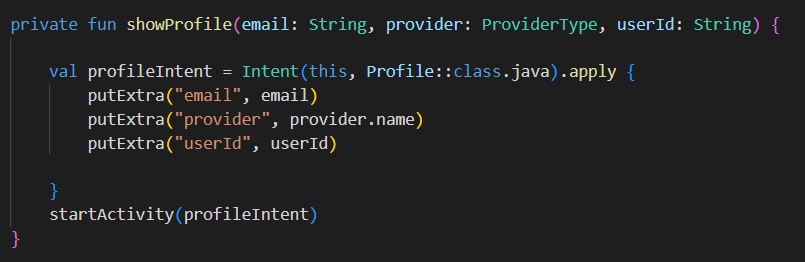 private fun showProfile(email: String, provider: ProviderType, userId: String) {
val profileIntent = Intent(this, Profile::class.java).apply {
putExtra("email", email)
putExtra("provider", provider.name)
putExtra("userId", userId)
}
startActivity(profileIntent)
}